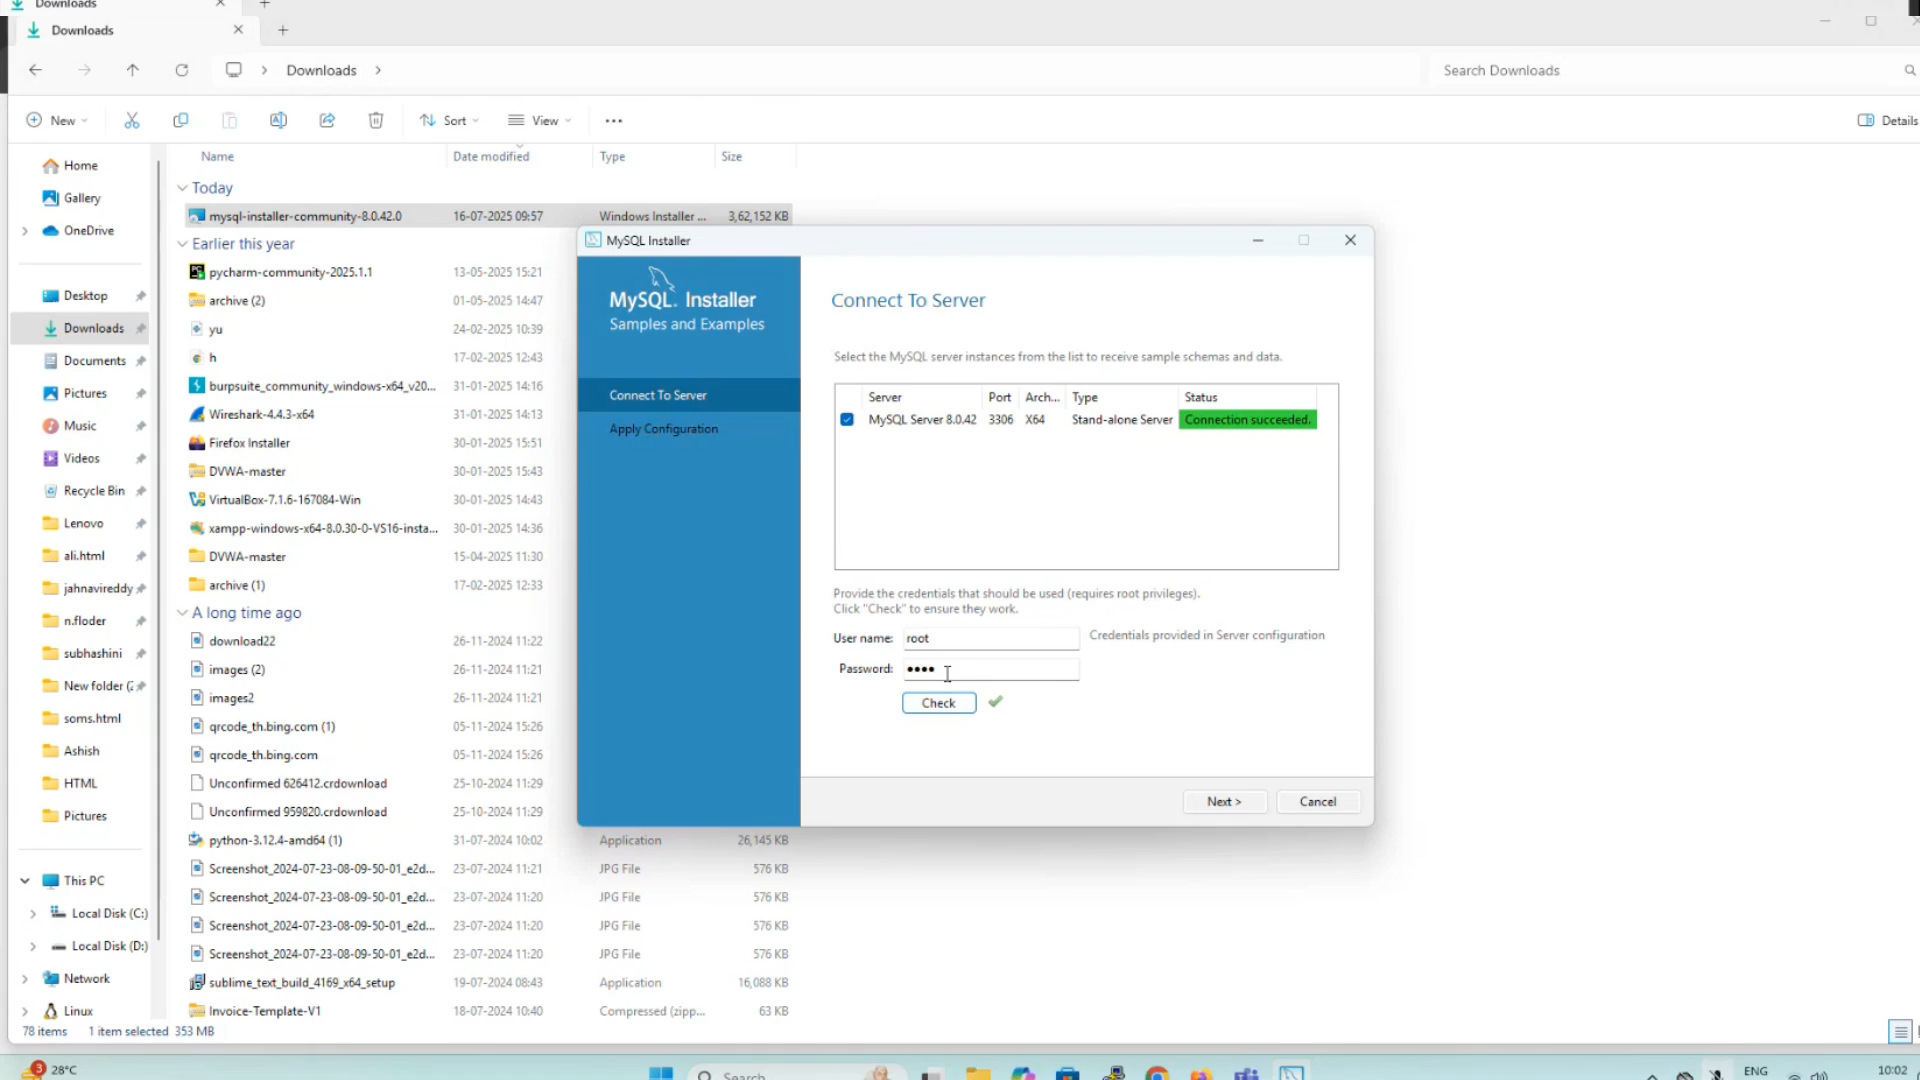 Downloads
Downloads
Downloads
Search Downloads
New
Sort
View
Details
Home
Gallery
OneDrive
Desktop
Downloads
Documents
Pictures
Music
Videos
Recycle Bin
Lenovo
ali.html
jahnavireddy
n.floder
subhashini
New folder (2
soms.html
Ashish
HTML
Pictures
This PC
Local Disk (C:)
Local Disk (D:)
Network
Linux
Name Date modified Type Size
Today
mysql-installer-community-8.0.42.0 16-07-2025 09:57 Windows Installer ... 3,62,152 KB
Earlier this year
pycharm-community-2025.1.1 13-05-2025 15:21
archive (2) 01-05-2025 14:47
yu 24-02-2025 10:39
h 17-02-2025 12:43
burpsuite_community_windows-x64_v20... 31-01-2025 14:16
Wireshark-4.4.3-x64 31-01-2025 14:13
Firefox Installer 30-01-2025 15:51
DVWA-master 30-01-2025 15:43
VirtualBox-7.1.6-167084-Win 30-01-2025 14:43
xampp-windows-x64-8.0.30-0-VS16-insta... 30-01-2025 14:36
DVWA-master 15-04-2025 11:30
archive (1) 17-02-2025 12:33
A long time ago
download22 26-11-2024 11:22
images (2) 26-11-2024 11:21
images2 26-11-2024 11:21
qrcode_th.bing.com (1) 05-11-2024 15:26
qrcode_th.bing.com 05-11-2024 15:26
Unconfirmed 626412.crdownload 25-10-2024 11:29
Unconfirmed 959820.crdownload 25-10-2024 11:29
python-3.12.4-amd64 (1) 31-07-2024 10:02 Application 26,145 KB
Screenshot_2024-07-23-08-09-50-01_e2d... 23-07-2024 11:21 JPG File 576 KB
Screenshot_2024-07-23-08-09-50-01_e2d... 23-07-2024 11:20 JPG File 576 KB
Screenshot_2024-07-23-08-09-50-01_e2d... 23-07-2024 11:20 JPG File 576 KB
Screenshot_2024-07-23-08-09-50-01_e2d... 23-07-2024 11:20 JPG File 576 KB
sublime_text_build_4169_x64_setup 19-07-2024 08:43 Application 16,088 KB
Invoice-Template-V1 18-07-2024 10:40 Compressed (zipp... 63 KB
MySQL Installer
MySQL. Installer
Samples and Examples
Connect To Server
Apply Configuration
Connect To Server
Select the MySQL server instances from the list to receive sample schemas and data.
Server Port Arch... Type Status
MySQL Server 8.0.42 3306 X64 Stand-alone Server Connection succeeded.
Provide the credentials that should be used (requires root privileges).
Click "Check" to ensure they work.
User name: root Credentials provided in Server configuration
Password: ••••
Check
Next > Cancel
78 items 1 item selected 353 MB
3 28°C
Search
ENG
10:02